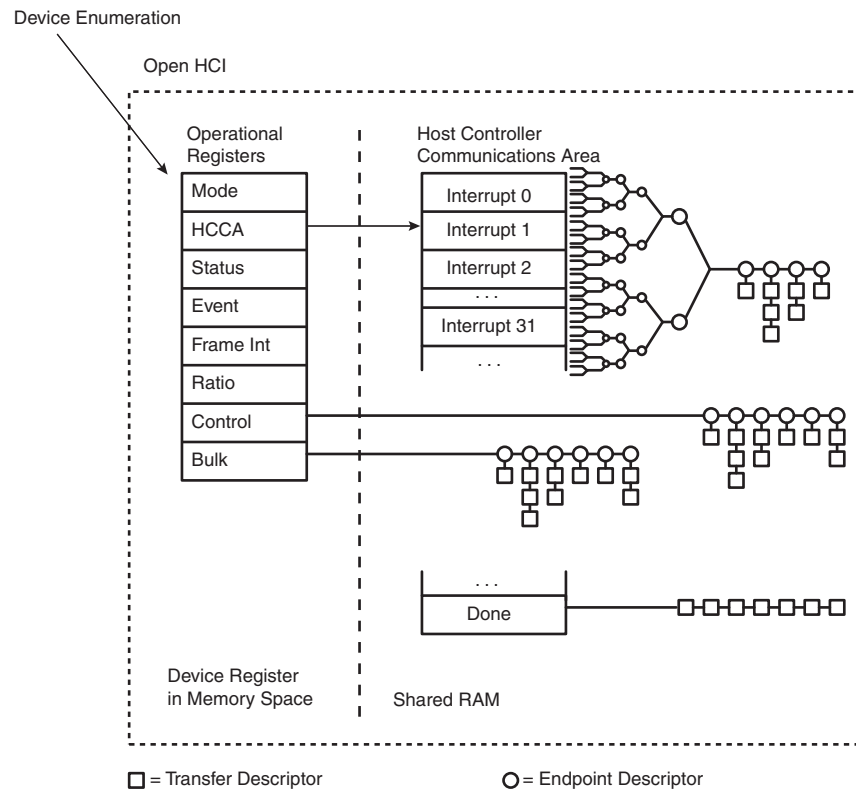 Device Enumeration
Open HCI
Operational
Registers
Mode
HCCA
Status
Event
Frame Int
Ratio
Control
Bulk
Host Controller
Communications Area
Interrupt 0
Interrupt 1
Interrupt 2
. . .
Interrupt 31
. . .
. . .
Done
Device Register
in Memory Space
Shared RAM
= Transfer Descriptor
= Endpoint Descriptor